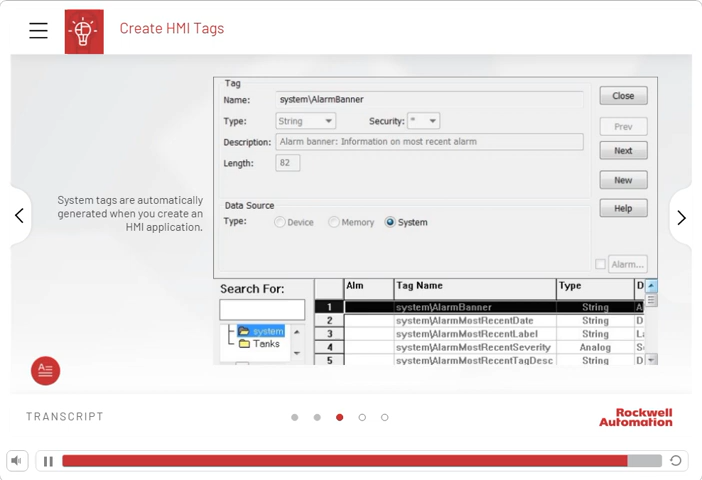 Create HMI Tags
Tag
Name: system\AlarmBanner
Close
Type: String Security: *
Prev
Description: Alarm banner: Information on most recent alarm
Next
Length: 82
New
System tags are automatically
generated when you create an
HMI application.
Data Source
Help
Type: Device Memory System
Alarm...
Search For:
Alm Tag Name Type D
1 system\AlarmBanner String A
2 system\AlarmMostRecentDate String D
3 system\AlarmMostRecentLabel String La
4 system\AlarmMostRecentSeverity Analog S
5 system\AlarmMostRecentTagDesc String D
system
Tanks
A
TRANSCRIPT
Rockwell
Automation